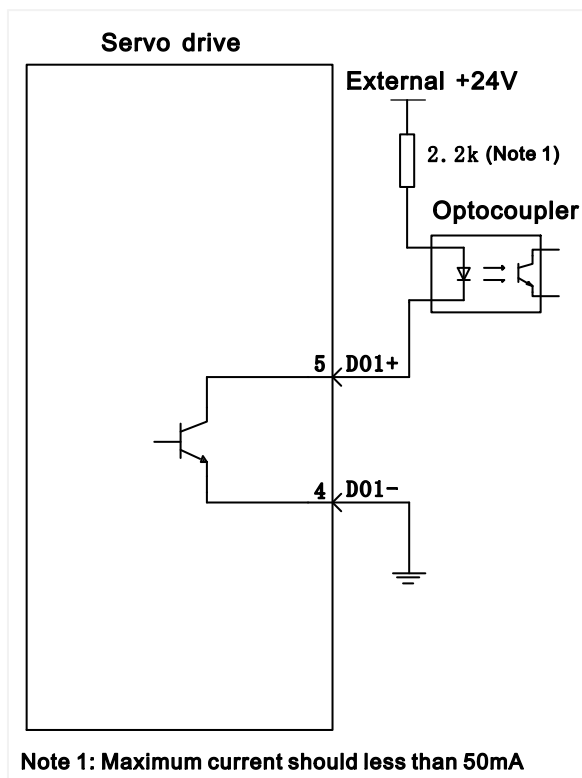 Servo drive
External +24V
2.2k (Note 1)
Optocoupler
5 DO1+
4 DO1-
Note 1: Maximum current should less than 50mA